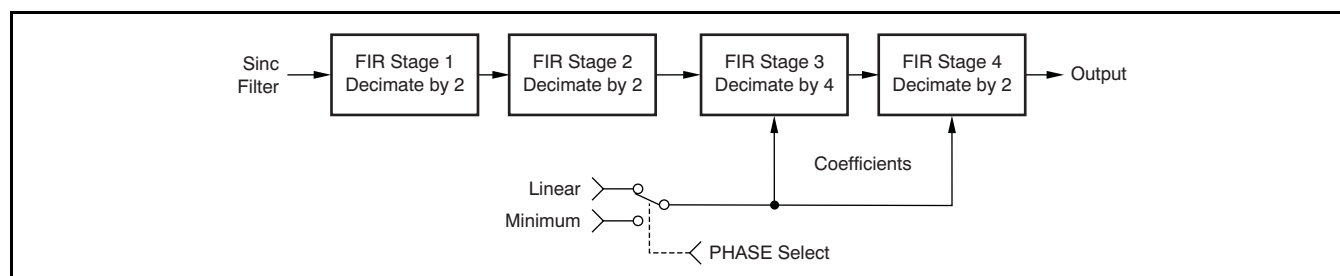 Sinc
Filter
FIR Stage 1
Decimate by 2
FIR Stage 2
Decimate by 2
FIR Stage 3
Decimate by 4
FIR Stage 4
Decimate by 2
Output
Coefficients
Linear
Minimum
PHASE Select